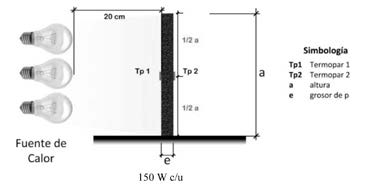 20 cm
1/2 a
Tp 1
Tp 2
1/2 a
a
e
Fuente de
Calor
150 W c/u
Simbología
Tp1 Termopar 1
Tp2 Termopar 2
a altura
e grosor de p